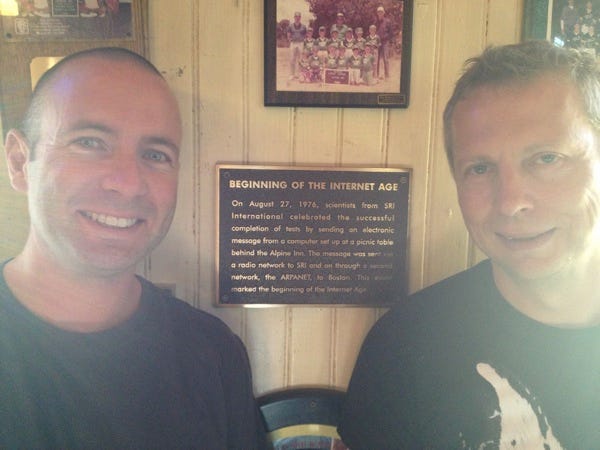 BEGINNING OF THE INTERNET AGE
On August 27, 1976, scientists from SRI
International celebrated the successful
completion of tests by sending an electronic
message from a computer set up at a picnic table
behind the Alpine Inn. The message was sent via
a radio network to SRI and on through a second
network, the ARPANET, to Boston. This event
marked the beginning of the Internet Age.